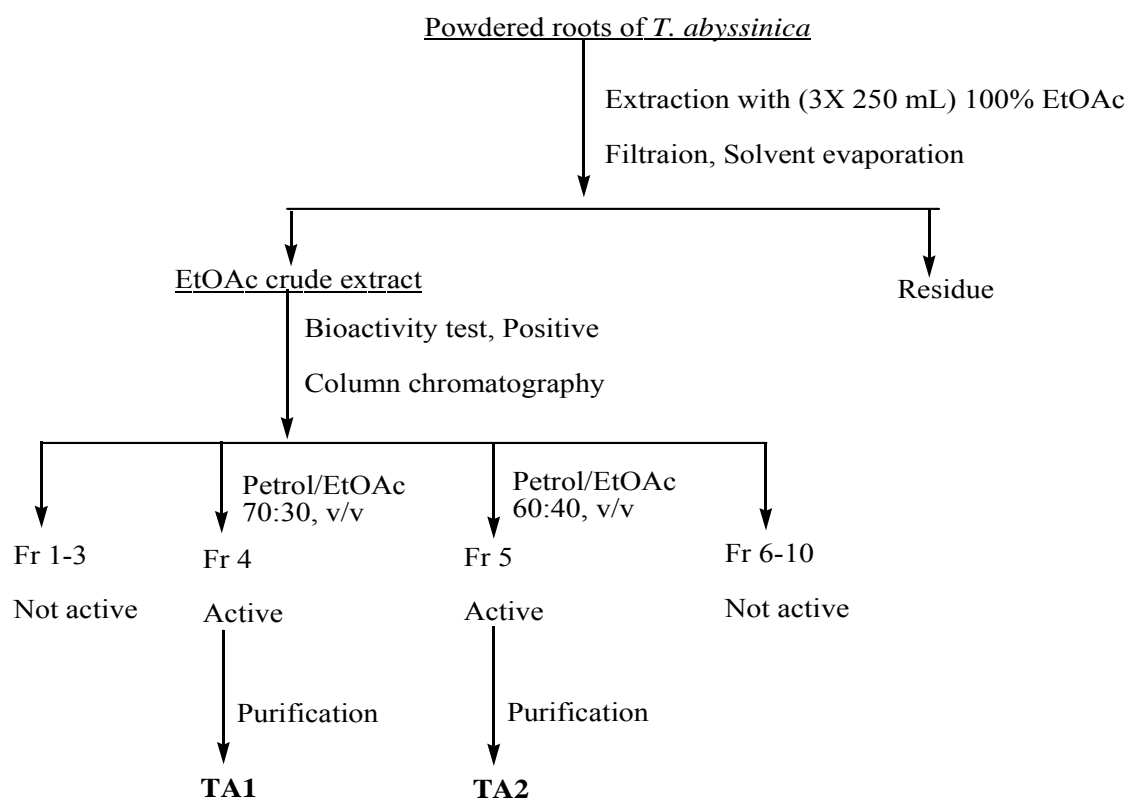 Powdered roots of T. abyssinica
Extraction with (3X 250 mL) 100% EtOAc
Filtraion, Solvent evaporation
EtOAc crude extract
Residue
Bioactivity test, Positive
Column chromatography
Petrol/EtOAc
70:30, v/v
Petrol/EtOAc
60:40, v/v
Fr 1-3
Fr 4
Fr 5
Fr 6-10
Not active
Active
Active
Not active
Purification
Purification
TA1
TA2